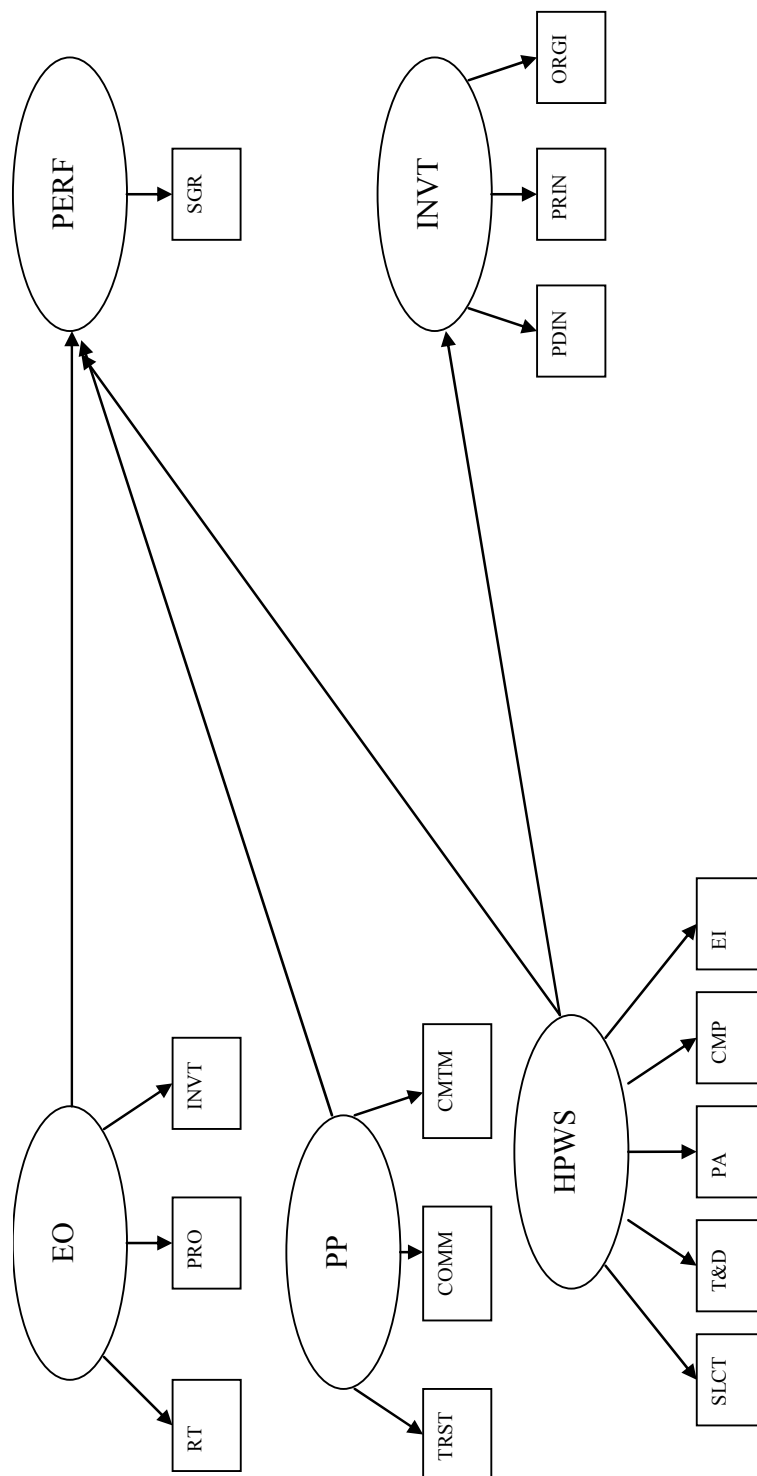 EO
PERF
RT
PRO
INVT
SGR
PP
INVT
TRST
COMM
CMTM
PDIN
PRIN
ORGI
HPWS
SLCT
T&D
PA
CMP
EI